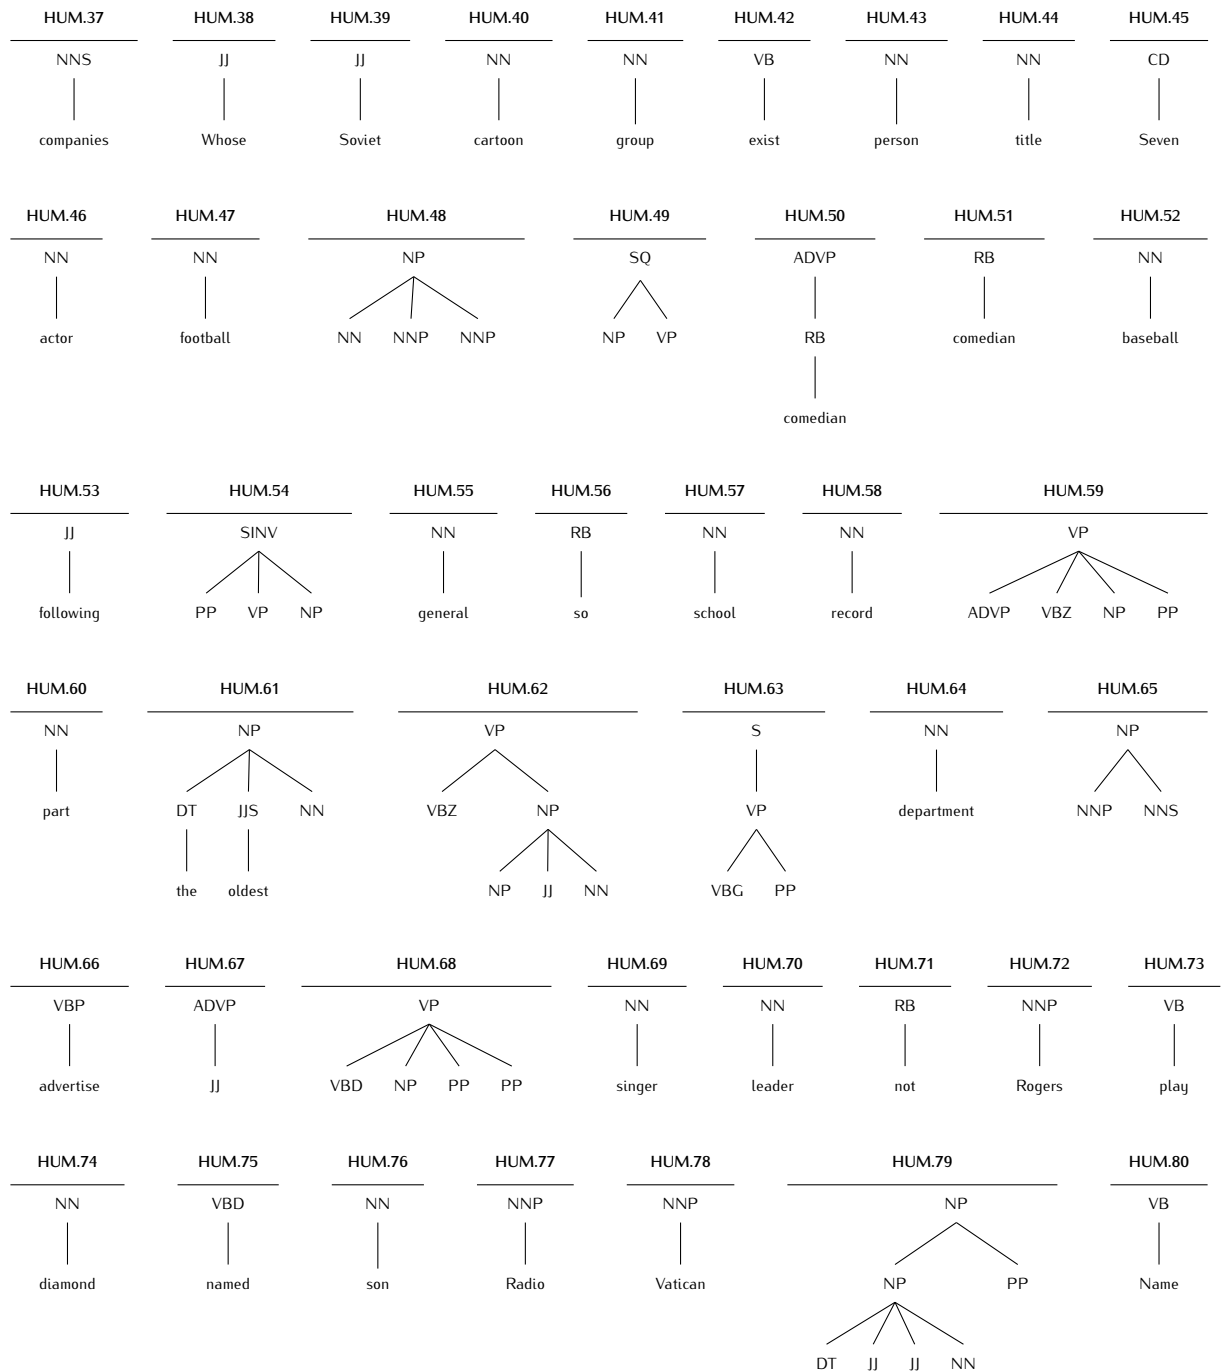 HUM.37 HUM.38 HUM.39 HUM.40 HUM.41 HUM.42 HUM.43 HUM.44 HUM.45
NNS JJ JJ NN NN VB NN NN CD
companies Whose Soviet cartoon group exist person title Seven
HUM.46 HUM.47 HUM.48 HUM.49 HUM.50 HUM.51 HUM.52
NN NN NP SQ ADVP RB NN
actor football NN NNP NNP NP VP RB comedian baseball
comedian
HUM.53 HUM.54 HUM.55 HUM.56 HUM.57 HUM.58 HUM.59
JJ SINV NN RB NN NN VP
following PP VP NP general so school record ADVP VBZ NP PP
HUM.60 HUM.61 HUM.62 HUM.63 HUM.64 HUM.65
NN NP VP S NN NP
part DT JJS NN VBZ NP VP department NNP NNS
the oldest NP JJ NN VBG PP
HUM.66 HUM.67 HUM.68 HUM.69 HUM.70 HUM.71 HUM.72 HUM.73
VBP ADVP VP NN NN RB NNP VB
advertise JJ VBD NP PP PP singer leader not Rogers play
HUM.74 HUM.75 HUM.76 HUM.77 HUM.78 HUM.79 HUM.80
NN VBD NN NNP NNP NP VB
diamond named son Radio Vatican NP PP Name
DT JJ JJ NN